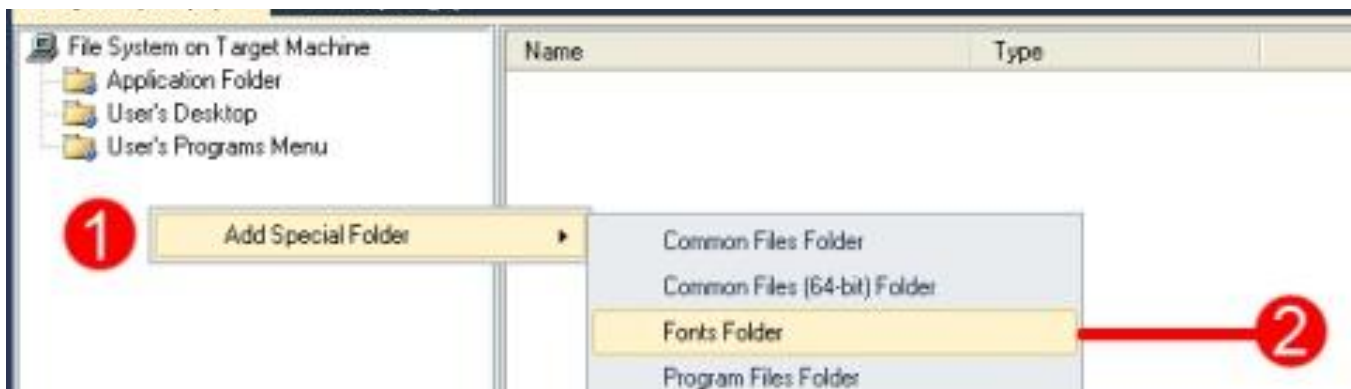 File System on Target Machine
Application Folder
User's Desktop
User's Programs Menu
Name Type
1 Add Special Folder
Common Files Folder
Common Files (64-bit) Folder
Fonts Folder 2
Program Files Folder